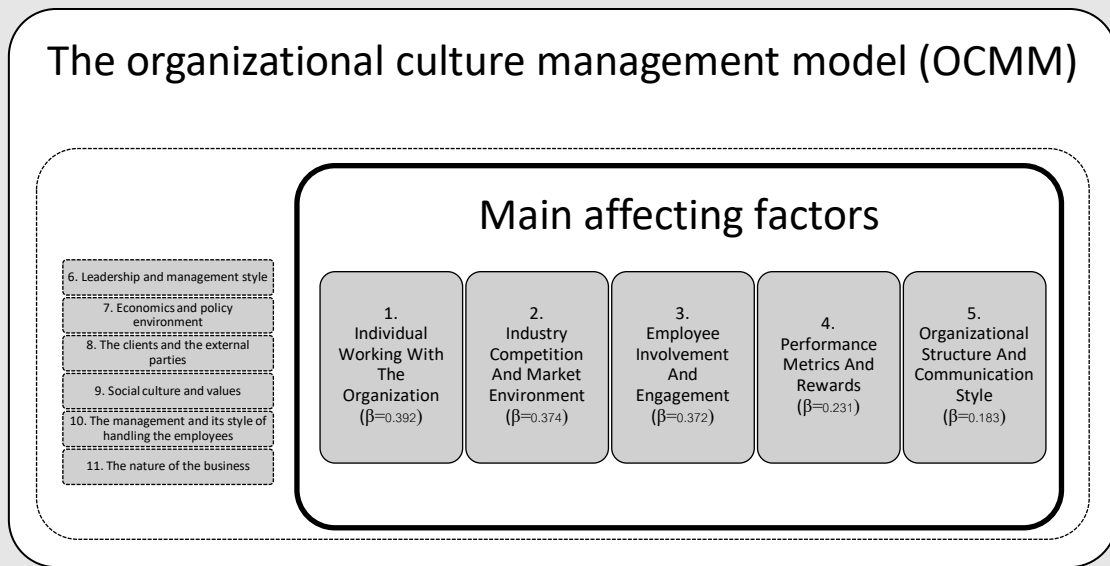 The organizational culture management model (OCMM)
Main affecting factors
6. Leadership and management style
7. Economics and policy
environment
8. The clients and the external
parties
9. Social culture and values
10. The management and its style of
handling the employees
11. The nature of the business
1.
Individual
Working With
The
Organization
(β=0.392)
2.
Industry
Competition
And Market
Environment
(β=0.374)
3.
Employee
Involvement
And
Engagement
(β=0.372)
4.
Performance
Metrics And
Rewards
(β=0.231)
5.
Organizational
Structure And
Communication
Style
(β=0.183)